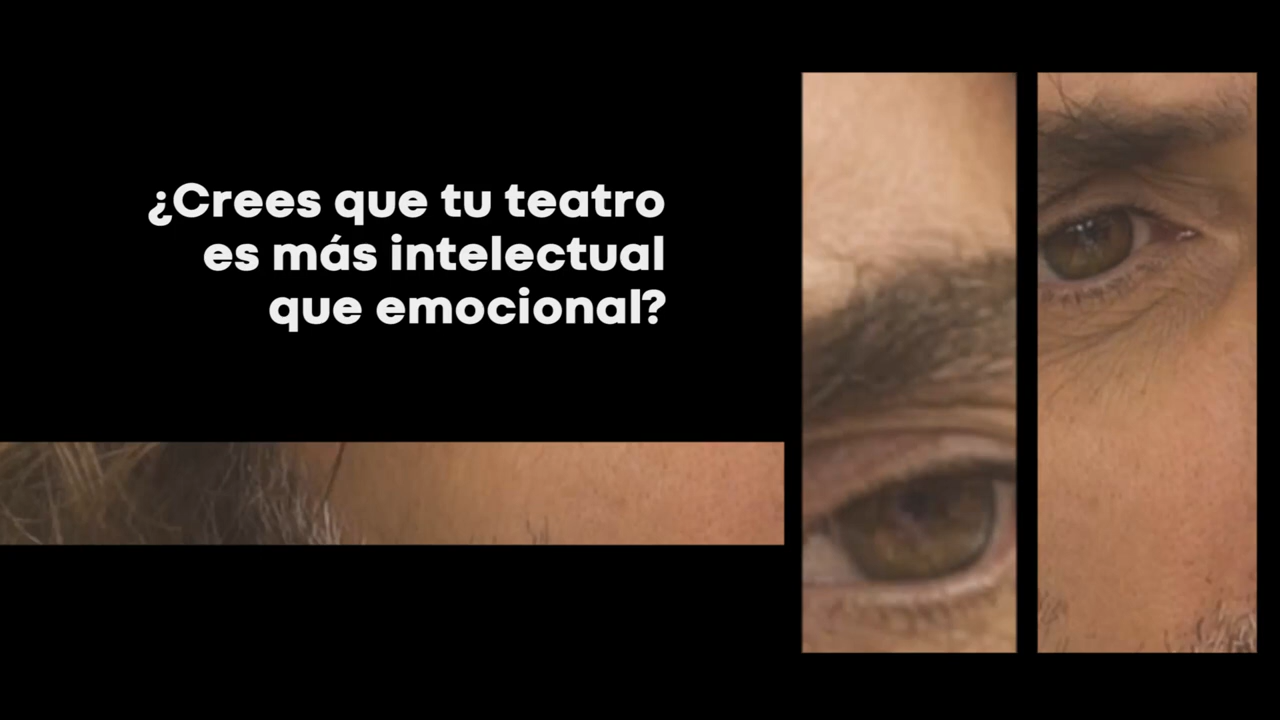 ¿Crees que tu teatro
es más intelectual
que emocional?